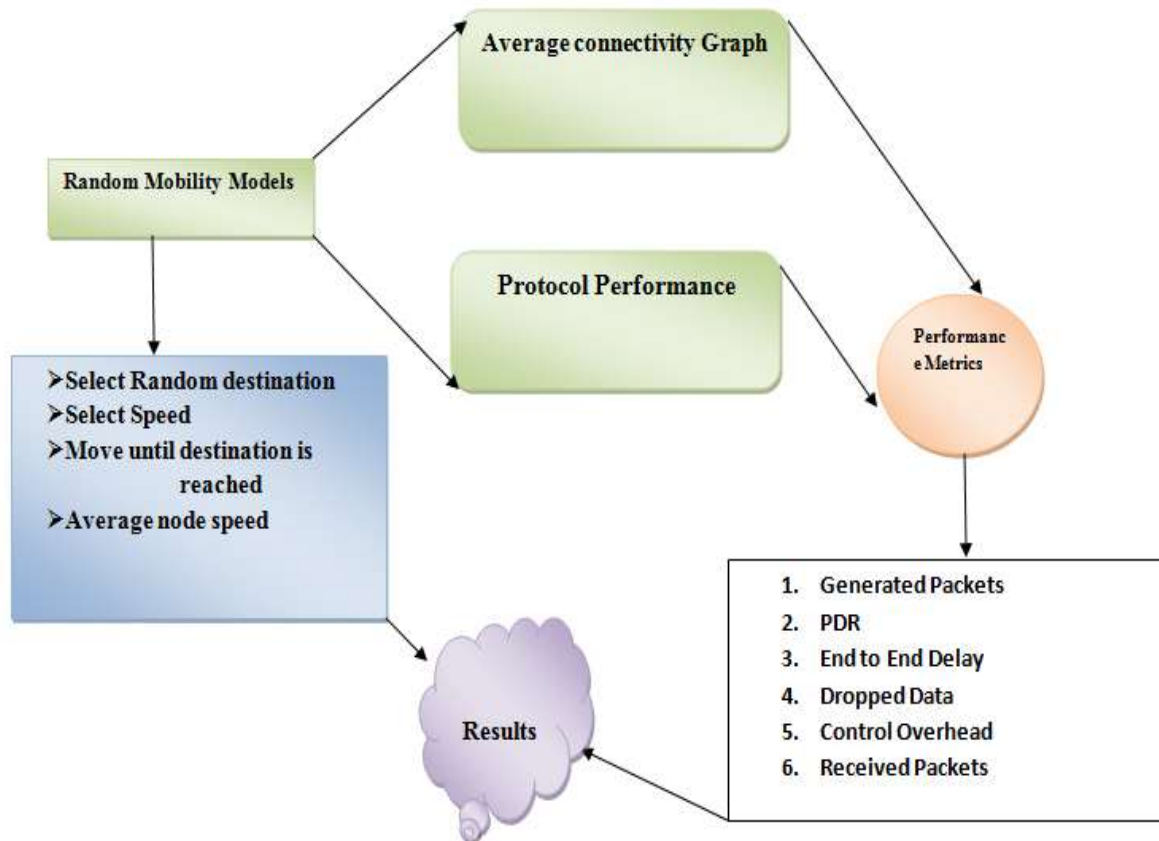 Average connectivity Graph
Random Mobility Models
Protocol Performance
Performanc
e Metrics
➢Select Random destination
➢Select Speed
➢Move until destination is
reached
➢Average node speed
1. Generated Packets
2. PDR
3. End to End Delay
4. Dropped Data
5. Control Overhead
6. Received Packets
Results